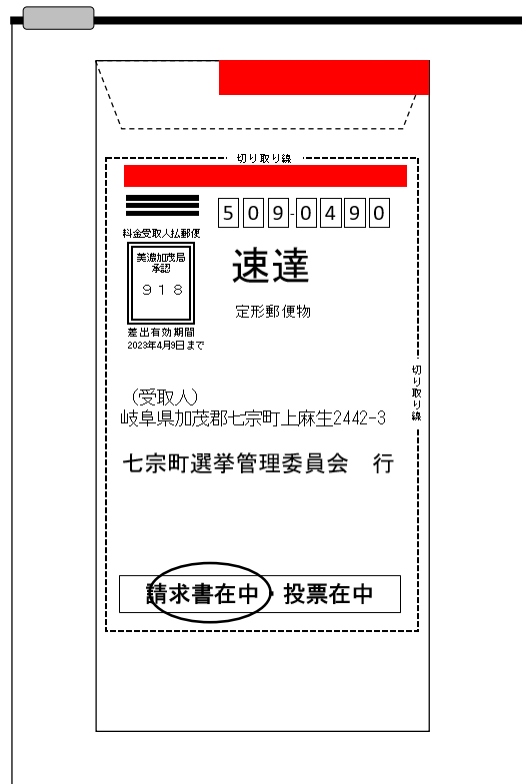 切り取り線
509-0490
料金受取人払郵便
美濃加茂局
承認
918
速達
定形郵便物
差出有効期間
2023年4月9日まで
切り取り線
（受取人）
岐阜県加茂郡七宗町上麻生2442-3
七宗町選挙管理委員会　行
請求書在中・投票在中